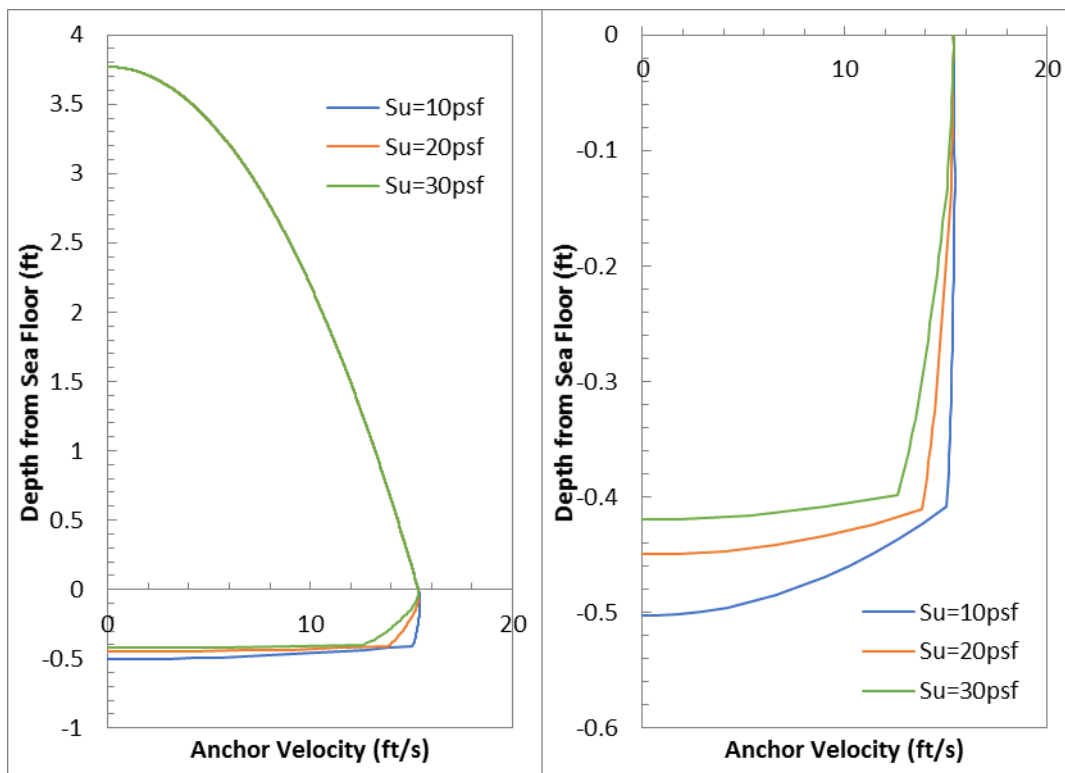 4
3.5
3
2.5
2
1.5
1
0.5
0
-0.5
-1
0
10
20
Depth from Sea Floor (ft)
Anchor Velocity (ft/s)
Su=10psf
Su=20psf
Su=30psf
0
-0.1
-0.2
-0.3
-0.4
-0.5
-0.6
0
10
20
Depth from Sea Floor (ft)
Anchor Velocity (ft/s)
Su=10psf
Su=20psf
Su=30psf